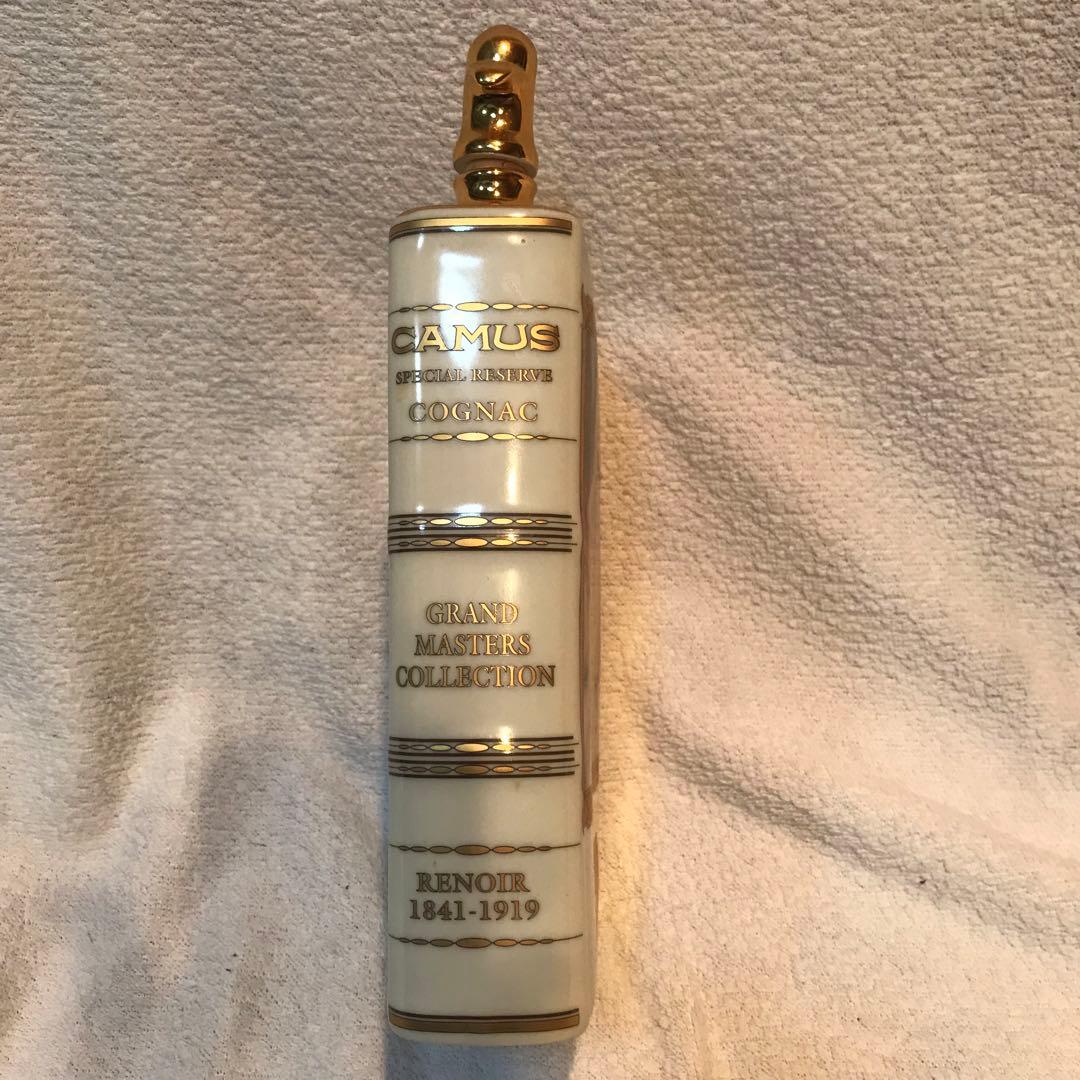 CAMUS
SPECIAL RESERVE
COGNAC
GRAND
MASTERS
COLLECTION
RENOIR
1841-1919